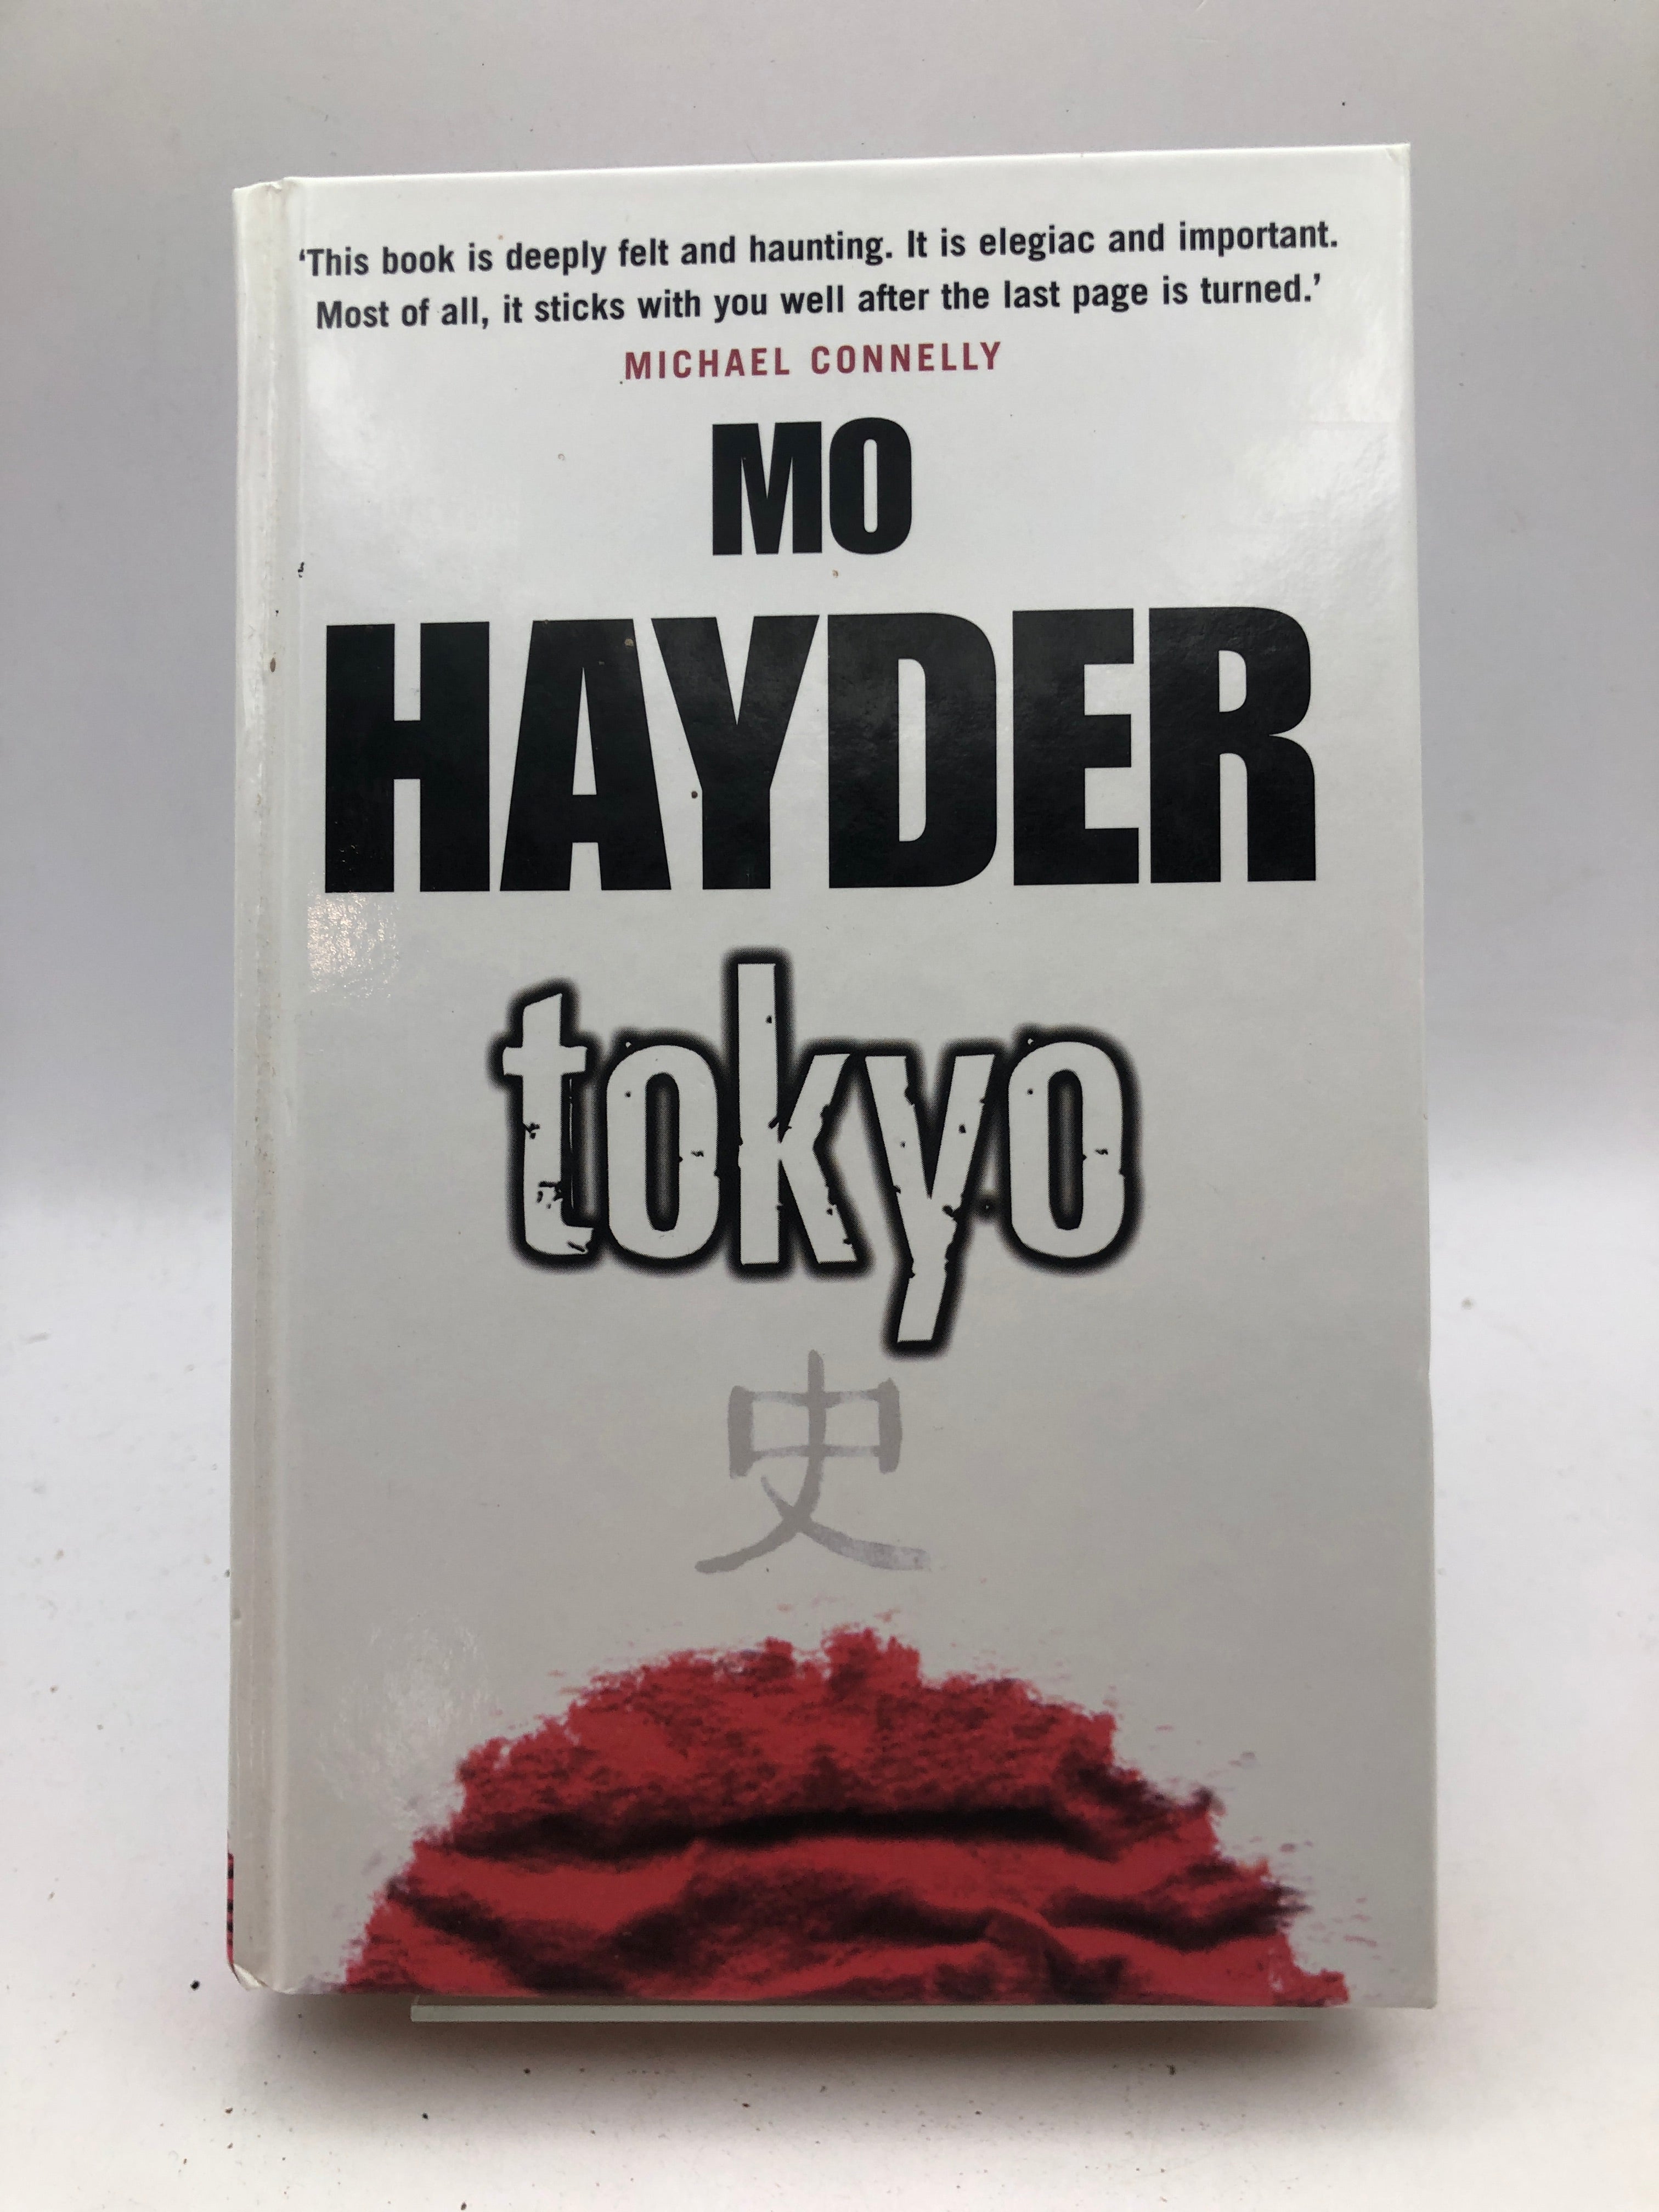 ‘This book is deeply felt and haunting. It is elegiac and important.
Most of all, it sticks with you well after the last page is turned.’
MICHAEL CONNELLY
MO
HAYDER
tokyo
史